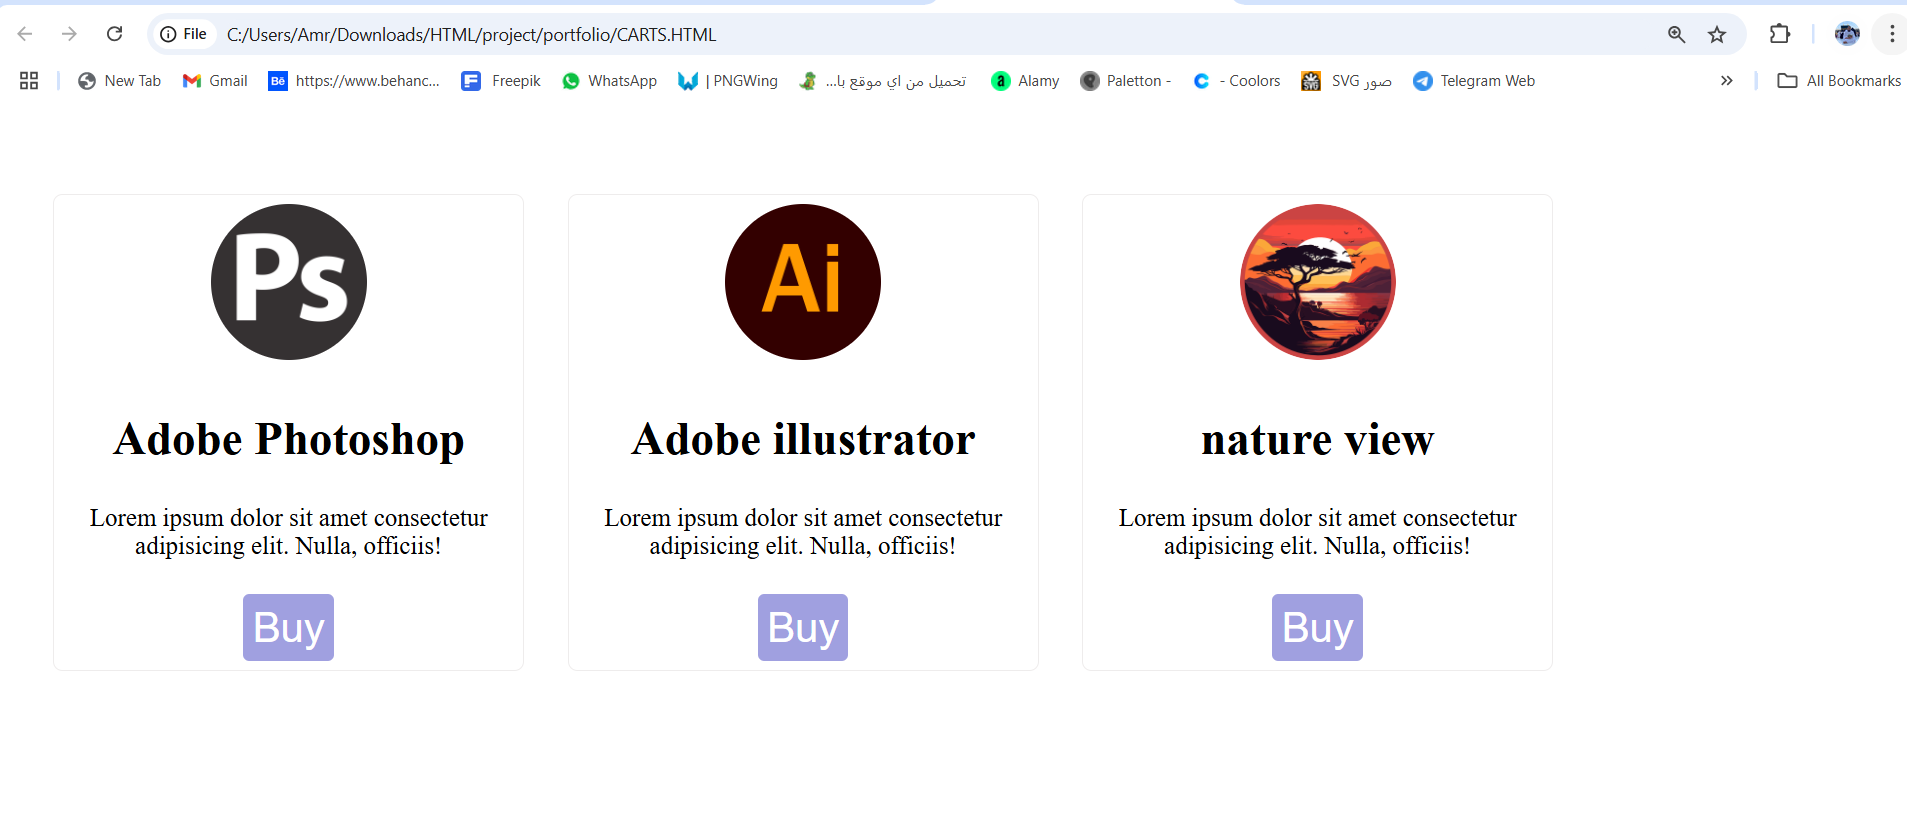 File C:/Users/Amr/Downloads/HTML/project/portfolio/CARTS.HTML
New Tab Gmail Bē https://www.behanc... Freepik WhatsApp | PNGWing تحميل من اي موقع با... a Alamy Paletton - C - Coolors SVG صور SVG Telegram Web » All Bookmarks
Ps
Adobe Photoshop
Lorem ipsum dolor sit amet consectetur
adipisicing elit. Nulla, officiis!
Buy
Ai
Adobe illustrator
Lorem ipsum dolor sit amet consectetur
adipisicing elit. Nulla, officiis!
Buy
nature view
Lorem ipsum dolor sit amet consectetur
adipisicing elit. Nulla, officiis!
Buy